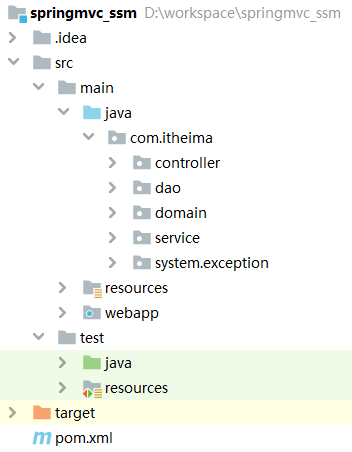 springmvc_ssm D:\workspace\springmvc_ssm
.idea
src
main
java
com.itheima
controller
dao
domain
service
system.exception
resources
webapp
test
java
resources
target
pom.xml